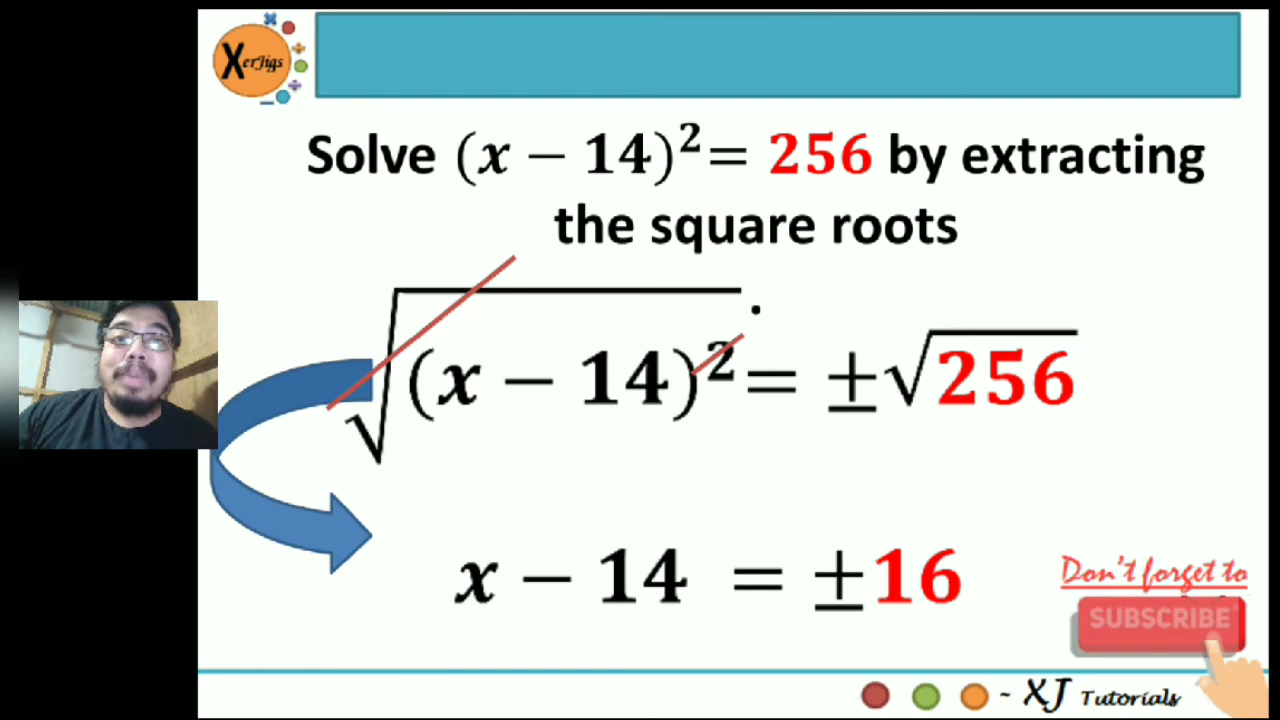 XerJigs
Solve (x − 14)²= 256 by extracting
the square roots
√(x − 14)² = ±√256
x − 14 = ±16
Don't forget to
SUBSCRIBE
~ XJ Tutorials